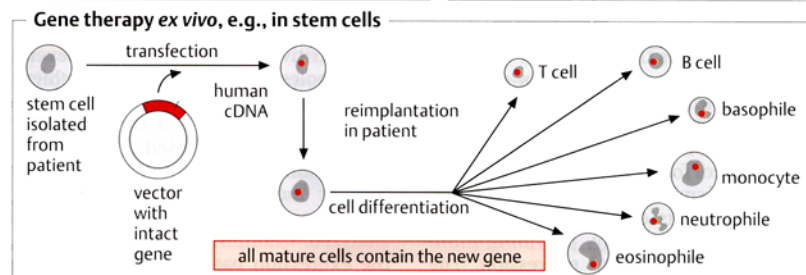 Gene therapy ex vivo, e.g., in stem cells
transfection
stem cell
isolated
from
patient
human
cDNA
vector
with
intact
gene
reimplantation
in patient
cell differentiation
T cell
B cell
basophile
monocyte
neutrophile
eosinophile
all mature cells contain the new gene